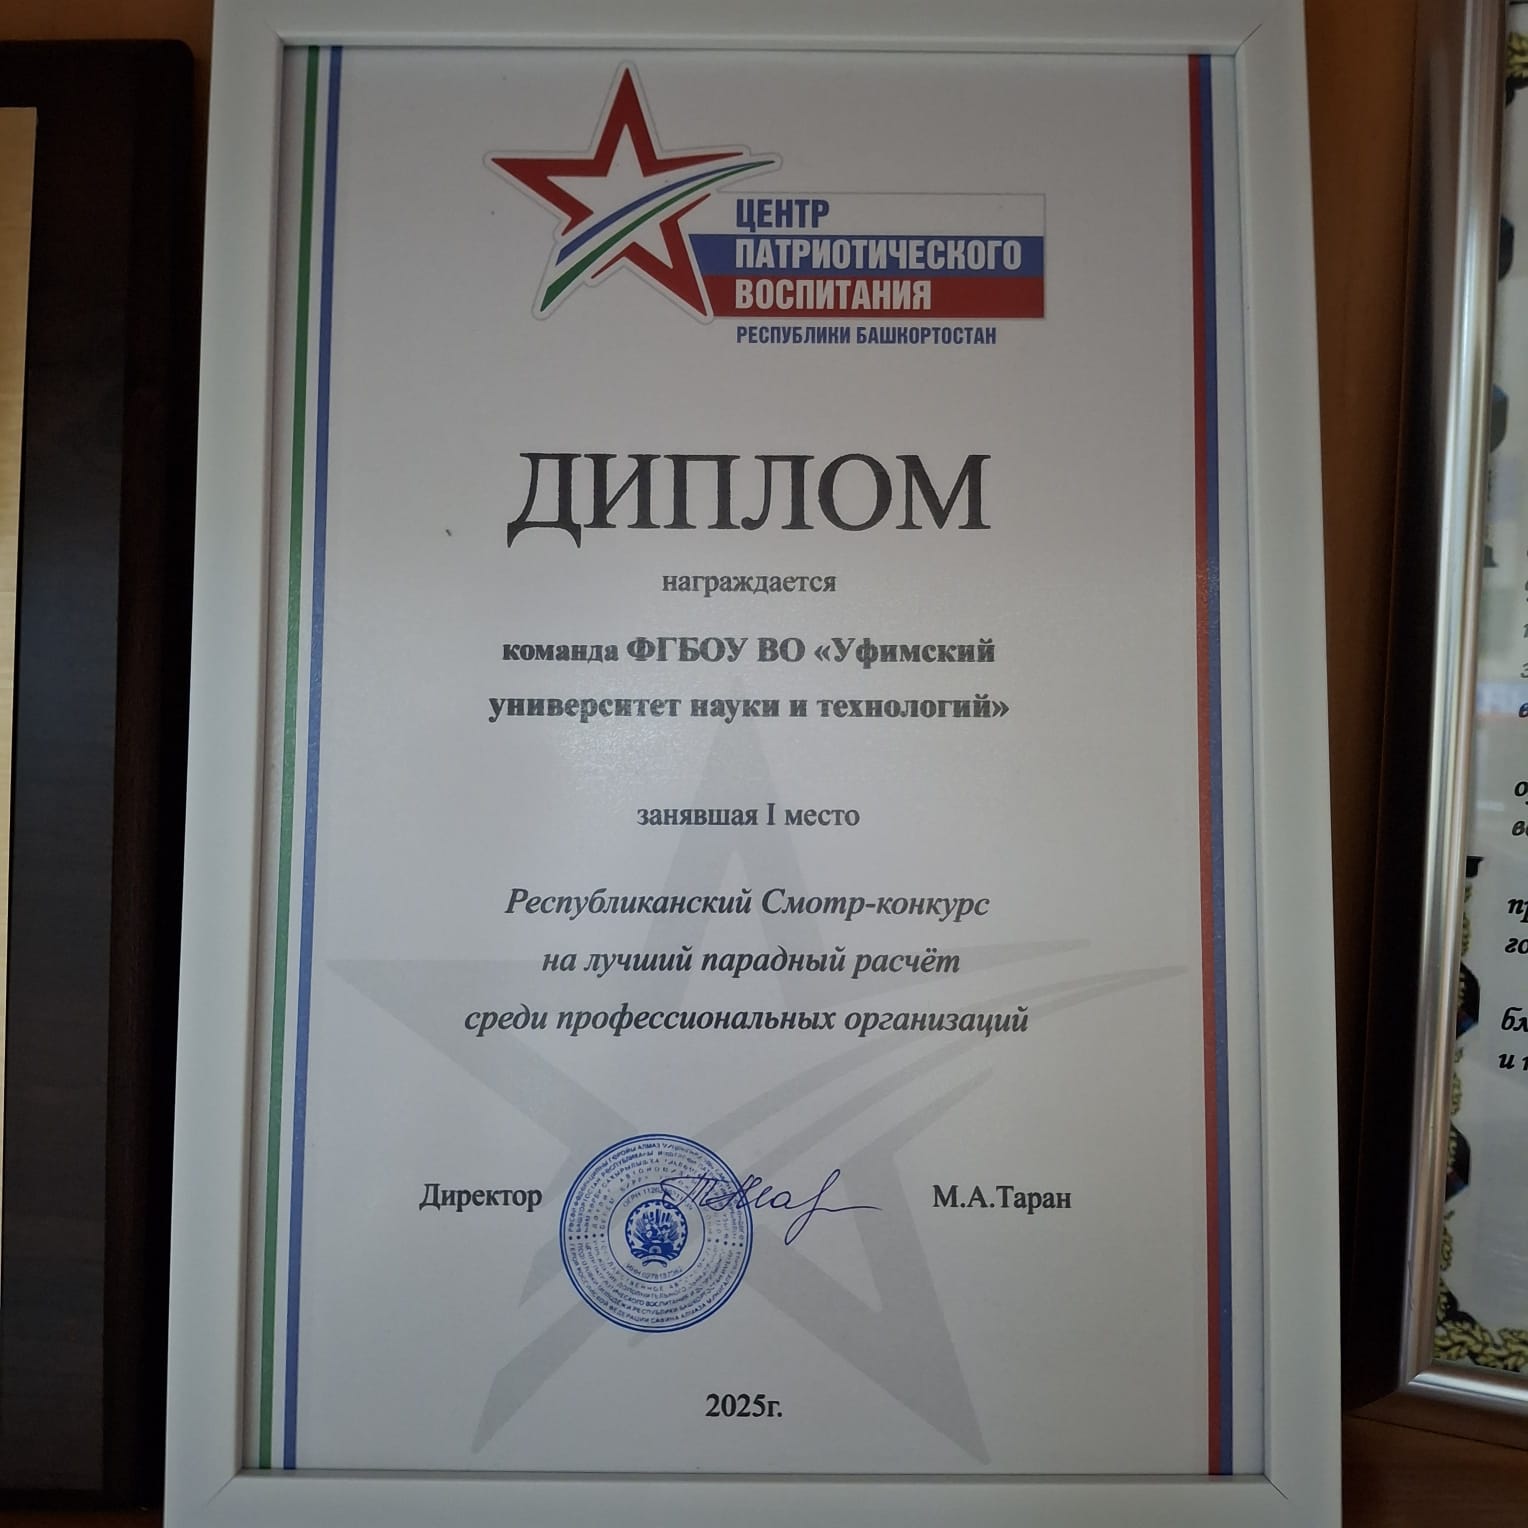 ЦЕНТР
ПАТРИОТИЧЕСКОГО
ВОСПИТАНИЯ
РЕСПУБЛИКИ БАШКОРТОСТАН
ДИПЛОМ
награждается
команда ФГБОУ ВО «Уфимский
университет науки и технологий»
занявшая I место
Республиканский Смотр-конкурс
на лучший парадный расчёт
среди профессиональных организаций
Директор
М.А.Таран
2025г.